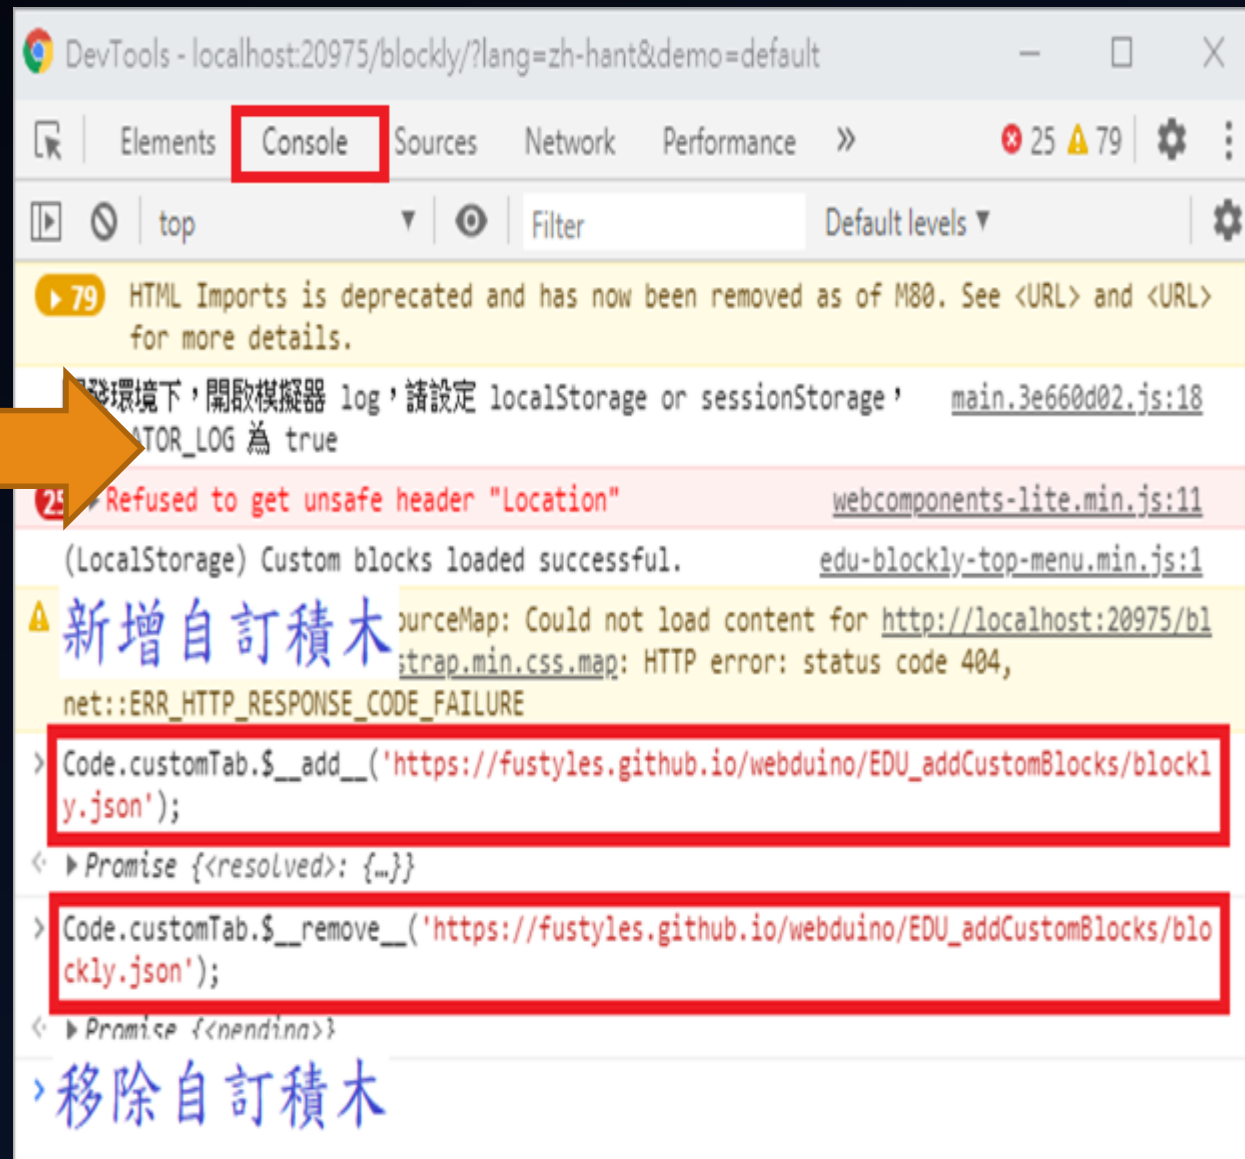 DevTools - localhost:20975/blockly/?lang=zh-hant&demo=default
Elements Console Sources Network Performance » 25 79
top Filter Default levels
79 HTML Imports is deprecated and has now been removed as of M80. See <URL> and <URL>
for more details.
發環境下，開啟模擬器 log，請設定 localStorage or sessionStorage， main.3e660d02.js:18
ATOR_LOG 為 true
25 Refused to get unsafe header "Location" webcomponents-lite.min.js:11
(LocalStorage) Custom blocks loaded successful. edu-blockly-top-menu.min.js:1
新增自訂積木
ourceMap: Could not load content for http://localhost:20975/bl
strap.min.css.map: HTTP error: status code 404,
net::ERR_HTTP_RESPONSE_CODE_FAILURE
> Code.customTab.$__add__('https://fustyles.github.io/webduino/EDU_addCustomBlocks/blockl
y.json');
Promise {<resolved>: {…}}
> Code.customTab.$__remove__('https://fustyles.github.io/webduino/EDU_addCustomBlocks/blo
ckly.json');
Promise {<pending>}
移除自訂積木